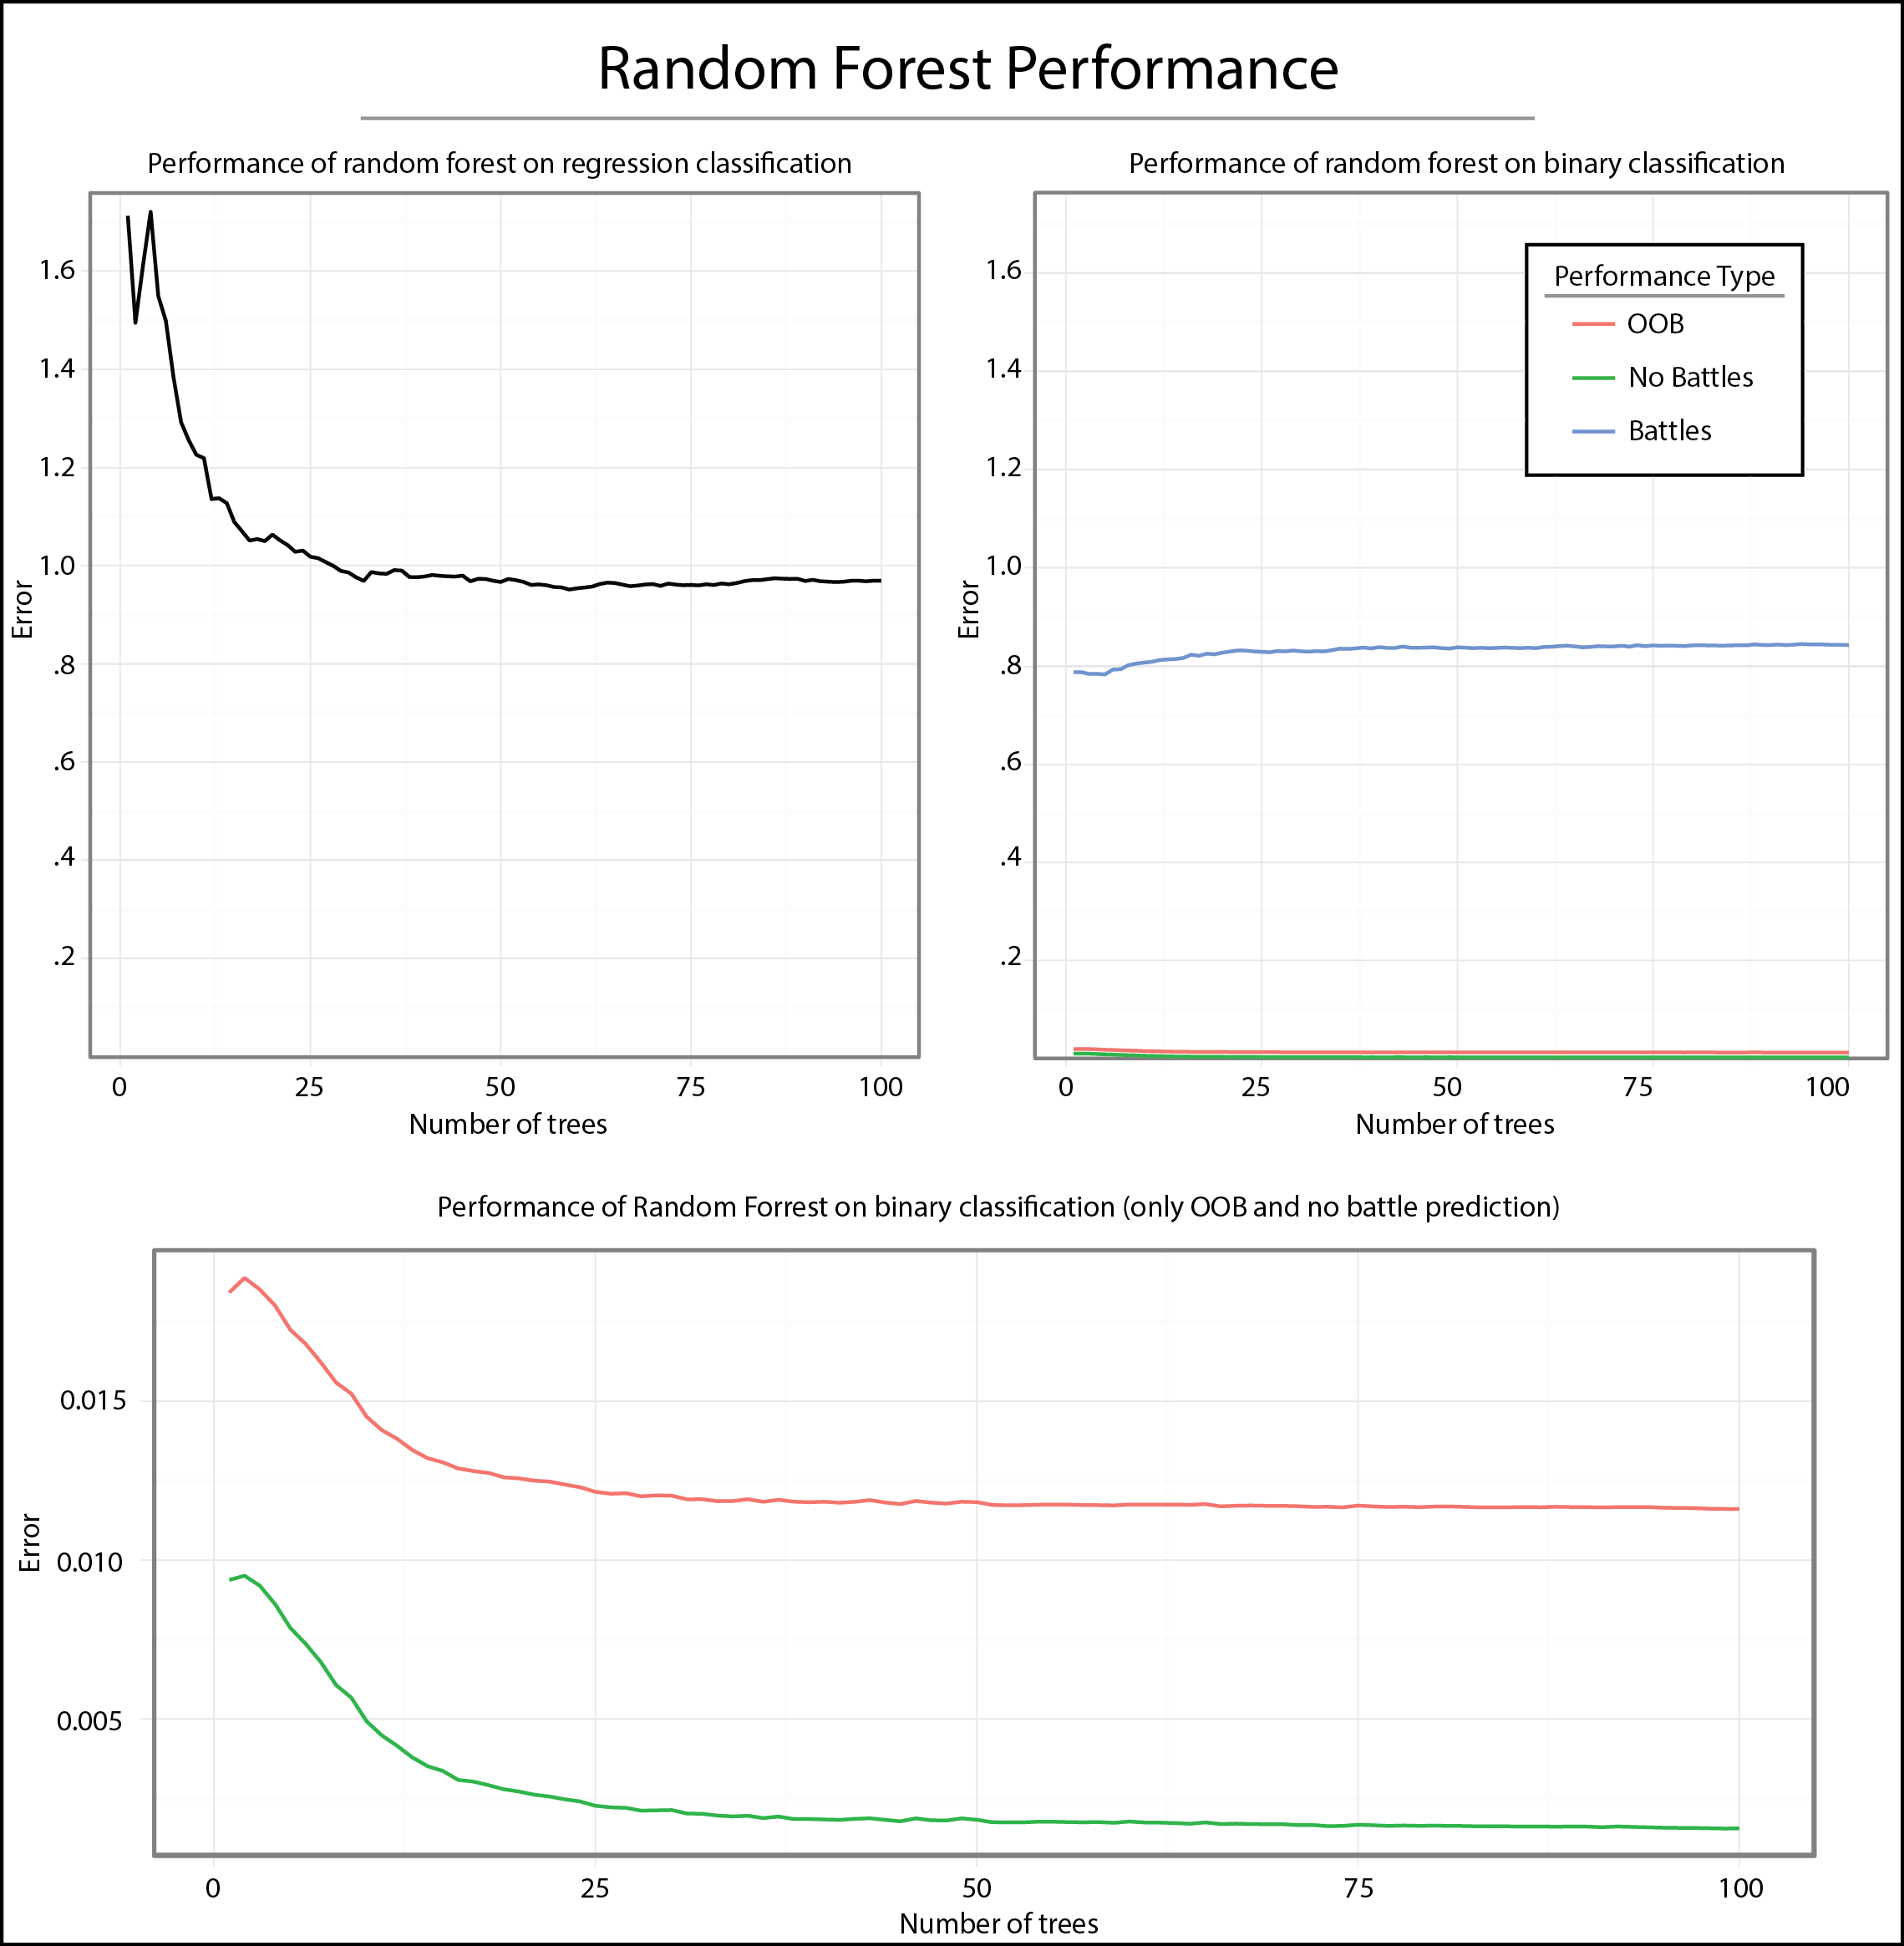 Random Forest Performance
Performance of random forest on regression classification
1.6
1.4
1.2
1.0
.8
.6
.4
.2
Error
0 25 50 75 100
Number of trees
Performance of random forest on binary classification
1.6
1.4
1.2
1.0
.8
.6
.4
.2
Error
Performance Type
OOB
No Battles
Battles
0 25 50 75 100
Number of trees
Performance of Random Forrest on binary classification (only OOB and no battle prediction)
0.015
0.010
0.005
Error
0 25 50 75 100
Number of trees